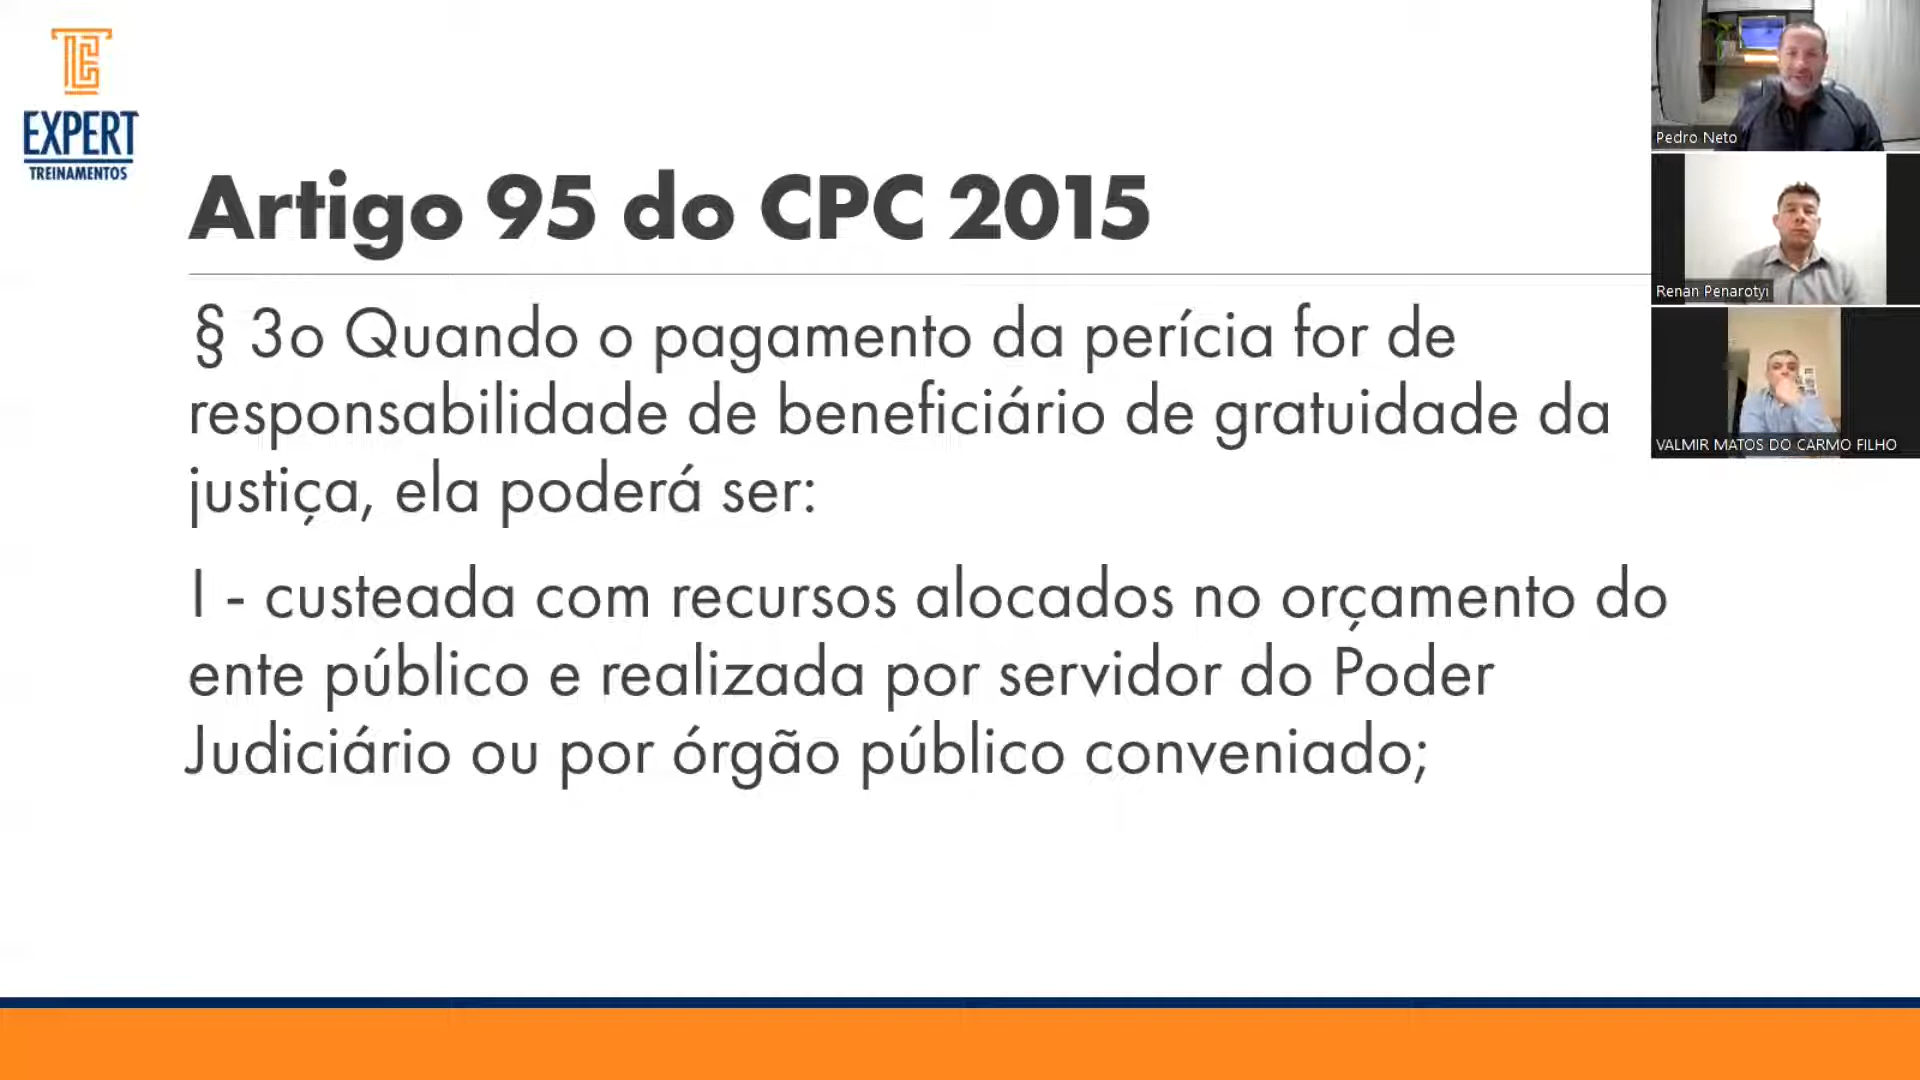 EXPERT
TREINAMENTOS
Artigo 95 do CPC 2015
§ 3o Quando o pagamento da perícia for de
responsabilidade de beneficiário de gratuidade da
justiça, ela poderá ser:
I - custeada com recursos alocados no orçamento do
ente público e realizada por servidor do Poder
Judiciário ou por órgão público conveniado;
Pedro Neto
Renan Penarotyi
VALMIR MATOS DO CARMO FILHO